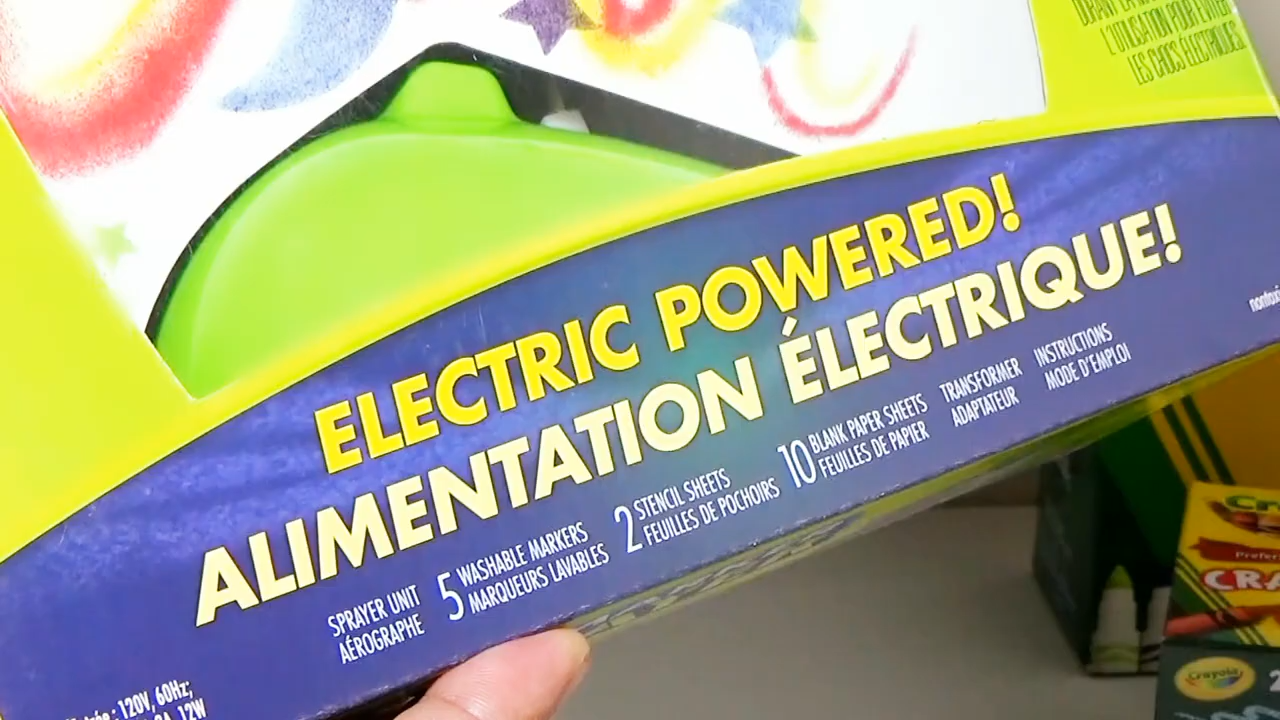 L'UTILISATION POUR ÉVITER
LES CHOCS ÉLECTRIQUES
ELECTRIC POWERED!
ALIMENTATION ÉLECTRIQUE!
SPRAYER UNIT
AÉROGRAPHE
5 WASHABLE MARKERS
MARQUEURS LAVABLES
2 STENCIL SHEETS
FEUILLES DE POCHOIRS
10 BLANK PAPER SHEETS
FEUILLES DE PAPIER
TRANSFORMER
ADAPTATEUR
INSTRUCTIONS
MODE D'EMPLOI
120V, 60Hz;
12W
Crayola